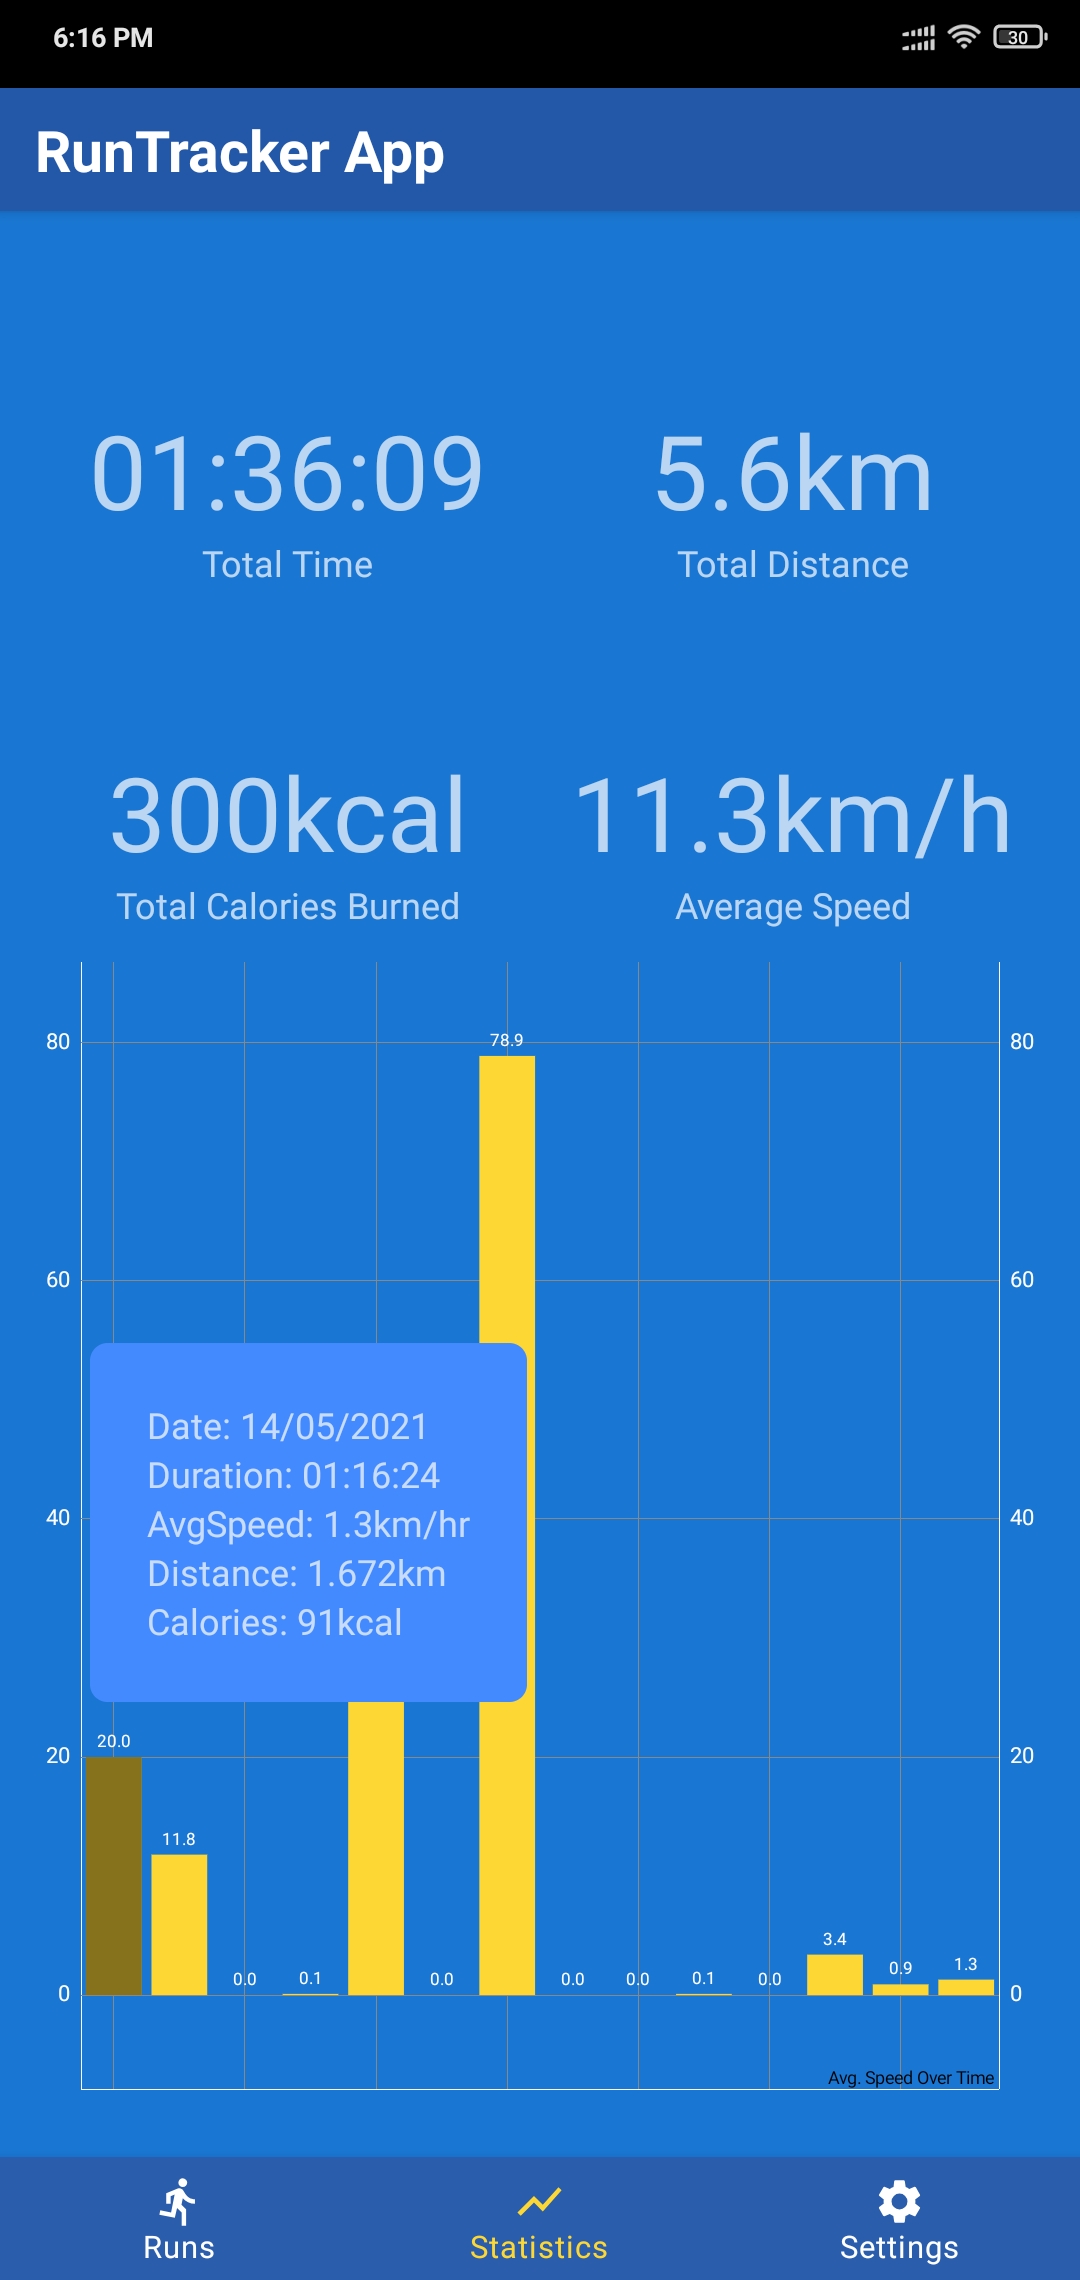 6:16 PM
30
RunTracker App
01:36:09
5.6km
Total Time
Total Distance
300kcal
11.3km/h
Total Calories Burned
Average Speed
80
78.9
80
60
60
Date: 14/05/2021
Duration: 01:16:24
AvgSpeed: 1.3km/hr
Distance: 1.672km
Calories: 91kcal
40
40
20
20.0
20
11.8
0
0.0
0.1
0.0
0.0
0.0
0.1
0.0
3.4
0.9
1.3
0
Avg. Speed Over Time
Runs
Statistics
Settings